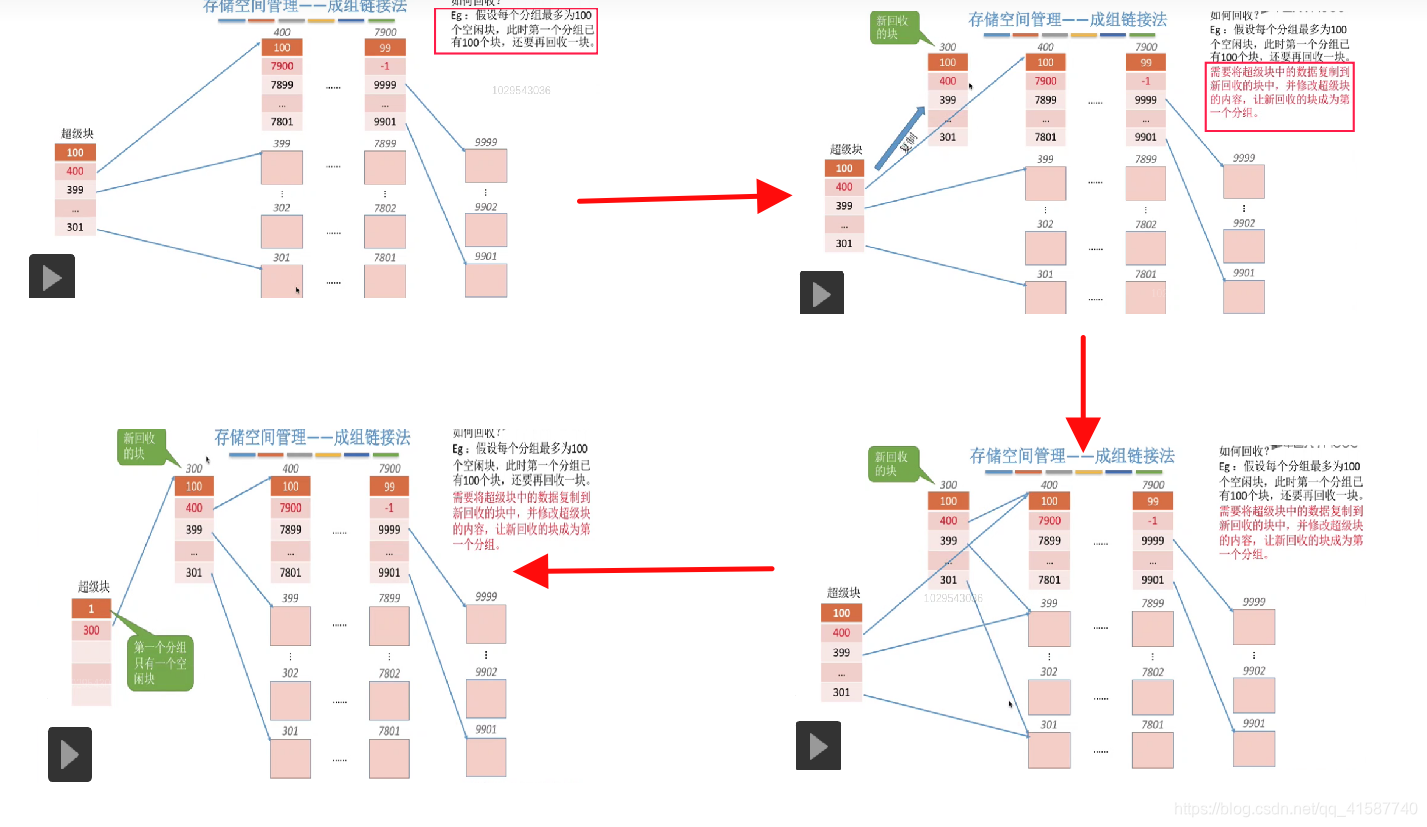 存储空间管理——成组链接法
如何回收?
Eg：假设每个分组最多为100
个空闲块，此时第一个分组已
有100个块，还要再回收一块。
1029543036
400
7900
100
99
7900
-1
7899
......
9999
...
...
7801
9901
超级块
100
400
399
...
301
399
7899
9999
......
302
7802
9902
......
301
7801
9901
......
新回收
的块
存储空间管理——成组链接法
如何回收?
Eg：假设每个分组最多为100
个空闲块，此时第一个分组已
有100个块，还要再回收一块。
需要将超级块中的数据复制到
新回收的块中，并修改超级块
的内容，让新回收的块成为第
一个分组。
300
400
7900
100
100
99
400
7900
-1
399
7899
......
9999
...
...
...
301
7801
9901
复制
超级块
100
400
399
...
301
399
7899
9999
......
302
7802
9902
......
301
7801
9901
......
新回收
的块
存储空间管理——成组链接法
如何回收?
Eg：假设每个分组最多为100
个空闲块，此时第一个分组已
有100个块，还要再回收一块。
需要将超级块中的数据复制到
新回收的块中，并修改超级块
的内容，让新回收的块成为第
一个分组。
300
400
7900
100
100
99
400
7900
-1
399
7899
......
9999
...
...
...
301
7801
9901
超级块
1
300
第一个分组
只有一个空
闲块
399
7899
9999
......
302
7802
9902
......
301
7801
9901
......
新回收
的块
存储空间管理——成组链接法
如何回收?
Eg：假设每个分组最多为100
个空闲块，此时第一个分组已
有100个块，还要再回收一块。
需要将超级块中的数据复制到
新回收的块中，并修改超级块
的内容，让新回收的块成为第
一个分组。
300
400
7900
100
100
99
400
7900
-1
399
7899
......
9999
...
...
...
301
7801
9901
1029543036
超级块
100
400
399
...
301
399
7899
9999
......
302
7802
9902
......
301
7801
9901
......
https://blog.csdn.net/qq_41587740